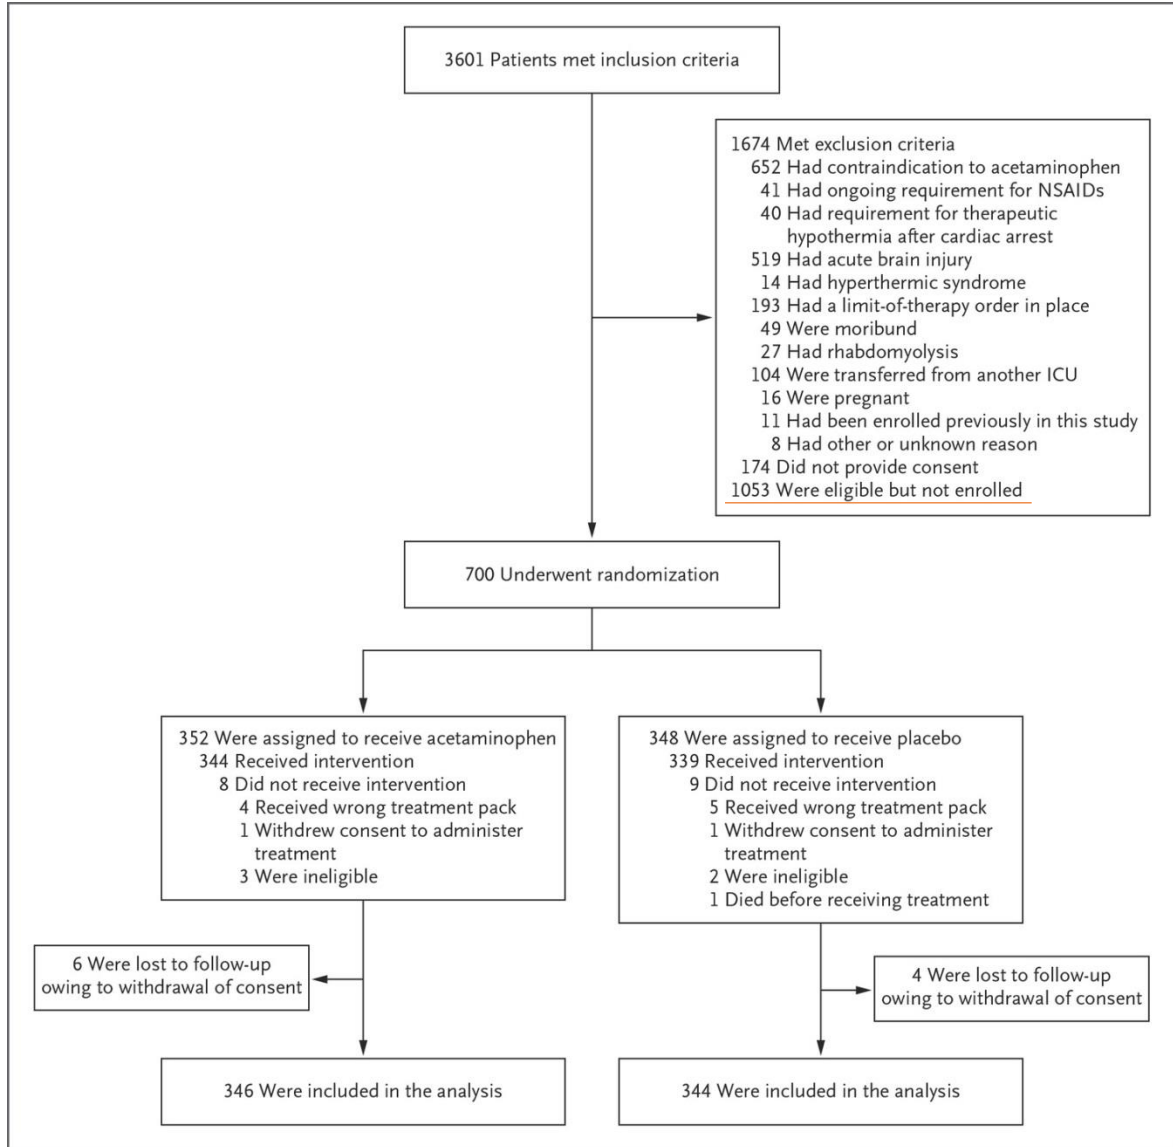 3601 Patients met inclusion criteria
1674 Met exclusion criteria
652 Had contraindication to acetaminophen
41 Had ongoing requirement for NSAIDs
40 Had requirement for therapeutic
hypothermia after cardiac arrest
519 Had acute brain injury
14 Had hyperthermic syndrome
193 Had a limit-of-therapy order in place
49 Were moribund
27 Had rhabdomyolysis
104 Were transferred from another ICU
16 Were pregnant
11 Had been enrolled previously in this study
8 Had other or unknown reason
174 Did not provide consent
1053 Were eligible but not enrolled
700 Underwent randomization
352 Were assigned to receive acetaminophen
344 Received intervention
8 Did not receive intervention
4 Received wrong treatment pack
1 Withdrew consent to administer
treatment
3 Were ineligible
348 Were assigned to receive placebo
339 Received intervention
9 Did not receive intervention
5 Received wrong treatment pack
1 Withdrew consent to administer
treatment
2 Were ineligible
1 Died before receiving treatment
6 Were lost to follow-up
owing to withdrawal of consent
4 Were lost to follow-up
owing to withdrawal of consent
346 Were included in the analysis
344 Were included in the analysis